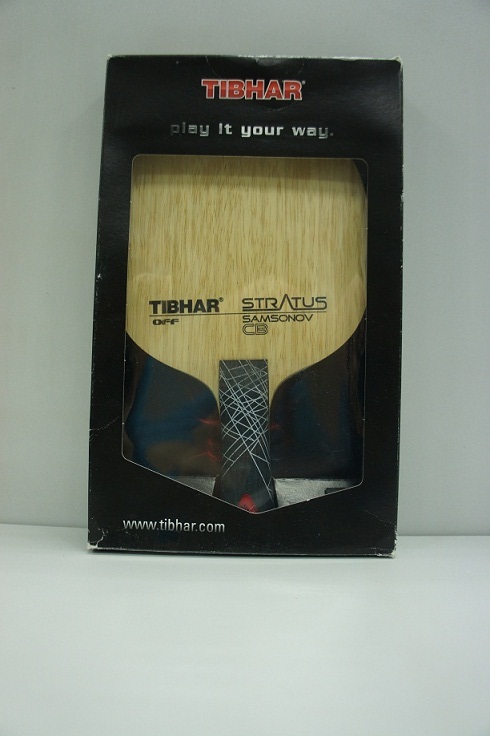 TIBHAR
play it your way.
TIBHAR®
OFF
STRATUS
SAMSONOV
CB
www.tibhar.com